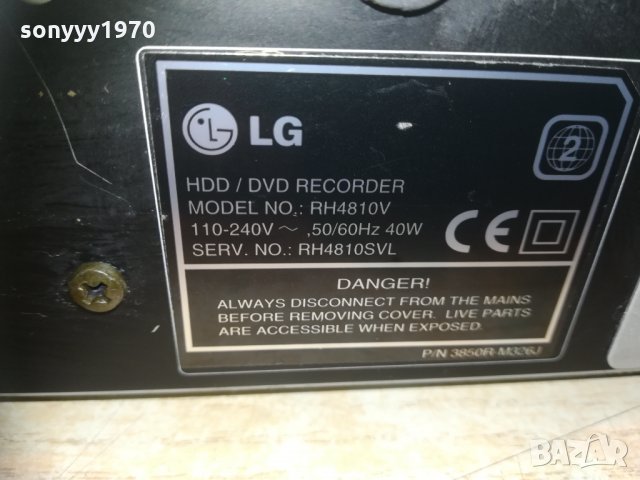 sonyyy1970
LG
2
HDD / DVD RECORDER
MODEL NO.: RH4810V
110-240V ~ ,50/60Hz 40W
SERV. NO.: RH4810SVL
CE
DANGER!
ALWAYS DISCONNECT FROM THE MAINS
BEFORE REMOVING COVER. LIVE PARTS
ARE ACCESSIBLE WHEN EXPOSED.
P/N 3850R-M326J
BAZAR